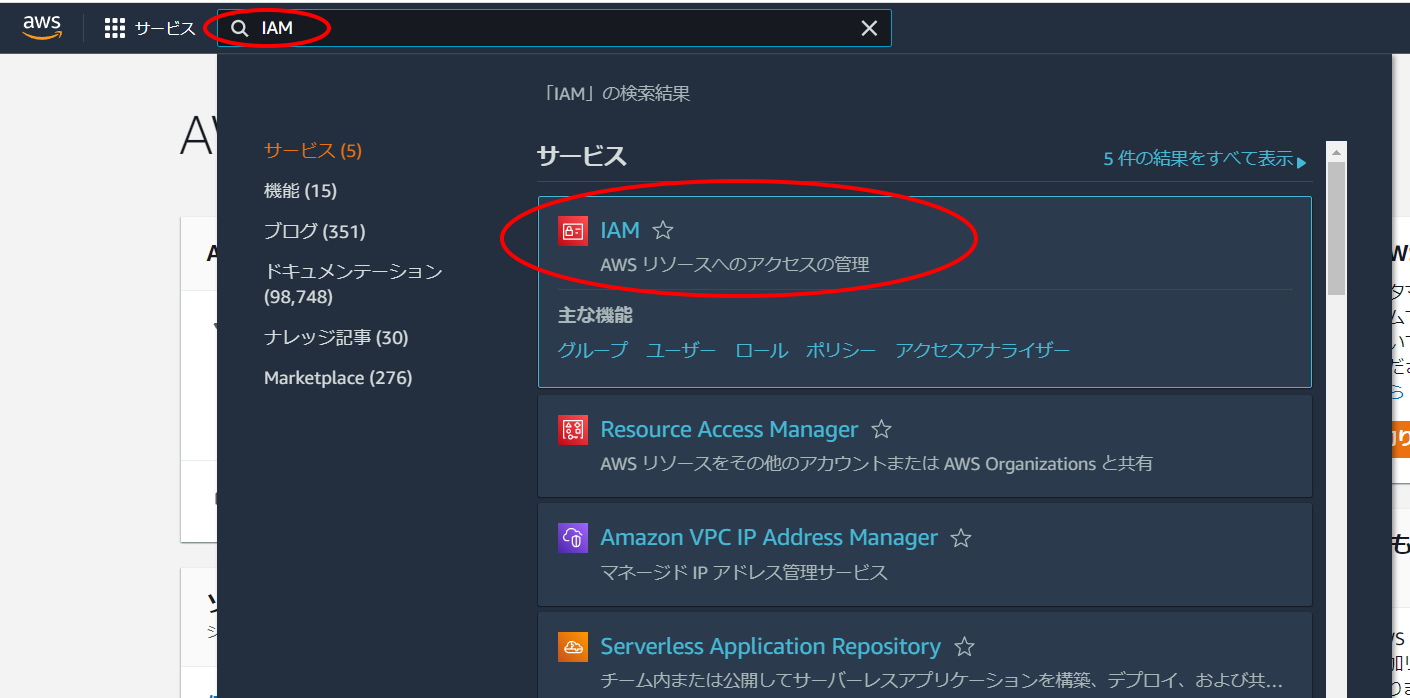 aws
サービス
IAM
「IAM」の検索結果
サービス (5)
機能 (15)
ブログ (351)
ドキュメンテーション
(98,748)
ナレッジ記事 (30)
Marketplace (276)
サービス
5 件の結果をすべて表示
IAM
AWS リソースへのアクセスの管理
主な機能
グループ ユーザー ロール ポリシー アクセスアナライザー
Resource Access Manager
AWS リソースをその他のアカウントまたは AWS Organizations と共有
Amazon VPC IP Address Manager
マネージド IP アドレス管理サービス
Serverless Application Repository
チーム内または公開してサーバーレスアプリケーションを構築、デプロイ、および共...